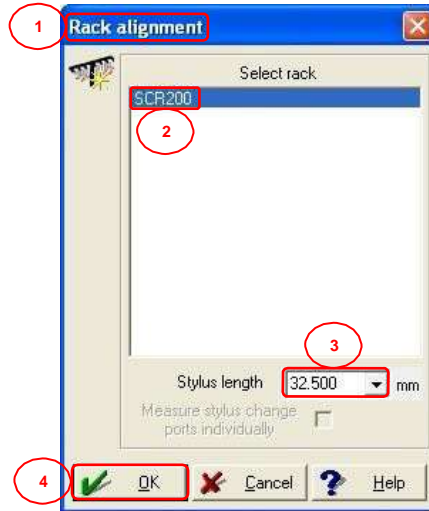 1 Rack alignment
Select rack
SCR200
2
3
Stylus length 32.500 mm
Measure stylus change
ports individually
4 OK Cancel Help